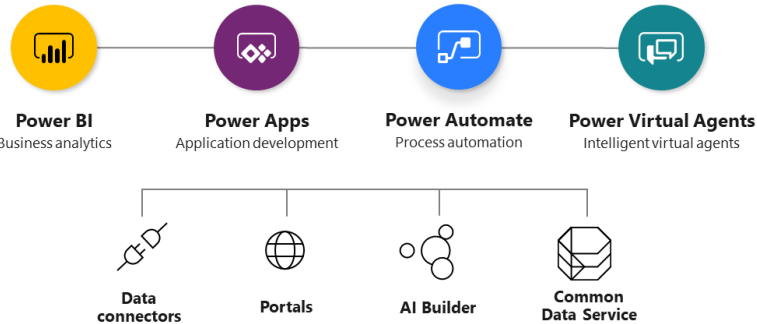 Power BI
Business analytics
Power Apps
Application development
Power Automate
Process automation
Power Virtual Agents
Intelligent virtual agents
Data
connectors
Portals
AI Builder
Common
Data Service